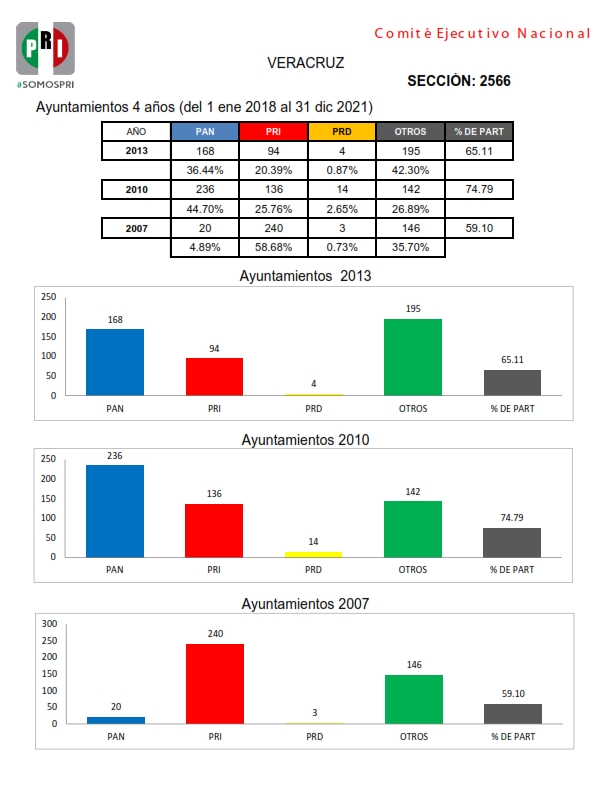 Comité Ejecutivo Nacional
PRI
#SOMOSPRI
VERACRUZ
SECCIÓN: 2566
Ayuntamientos 4 años (del 1 ene 2018 al 31 dic 2021)
AÑO PAN PRI PRD OTROS % DE PART
2013 168 94 4 195 65.11
36.44% 20.39% 0.87% 42.30%
2010 236 136 14 142 74.79
44.70% 25.76% 2.65% 26.89%
2007 20 240 3 146 59.10
4.89% 58.68% 0.73% 35.70%
Ayuntamientos 2013
250
200
150
100
50
0
168
94
4
195
65.11
PAN PRI PRD OTROS % DE PART
Ayuntamientos 2010
250
200
150
100
50
0
236
136
14
142
74.79
PAN PRI PRD OTROS % DE PART
Ayuntamientos 2007
300
250
200
150
100
50
0
20
240
3
146
59.10
PAN PRI PRD OTROS % DE PART